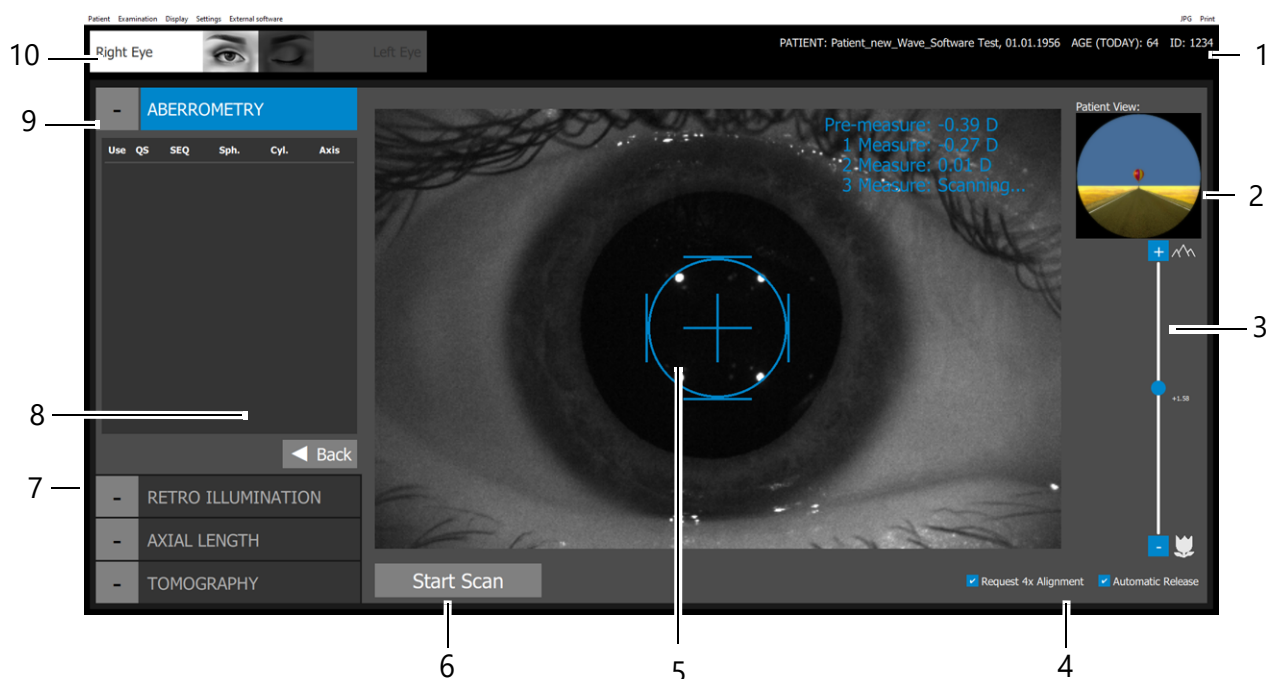 Patient Examination Display Settings External software JPG Print
10 Right Eye Left Eye PATIENT: Patient_new_Wave_Software Test, 01.01.1956 AGE (TODAY): 64 ID: 1234 1
9 - ABERROMETRY
Use QS SEQ Sph. Cyl. Axis
Pre-measure: -0.39 D
1 Measure: -0.27 D
2 Measure: 0.01 D
3 Measure: Scanning...
Patient View:
2
+
3
+1.58
8
Back
7 - RETRO ILLUMINATION
- AXIAL LENGTH
-
- TOMOGRAPHY
Start Scan
Request 4x Alignment Automatic Release
6 5 4